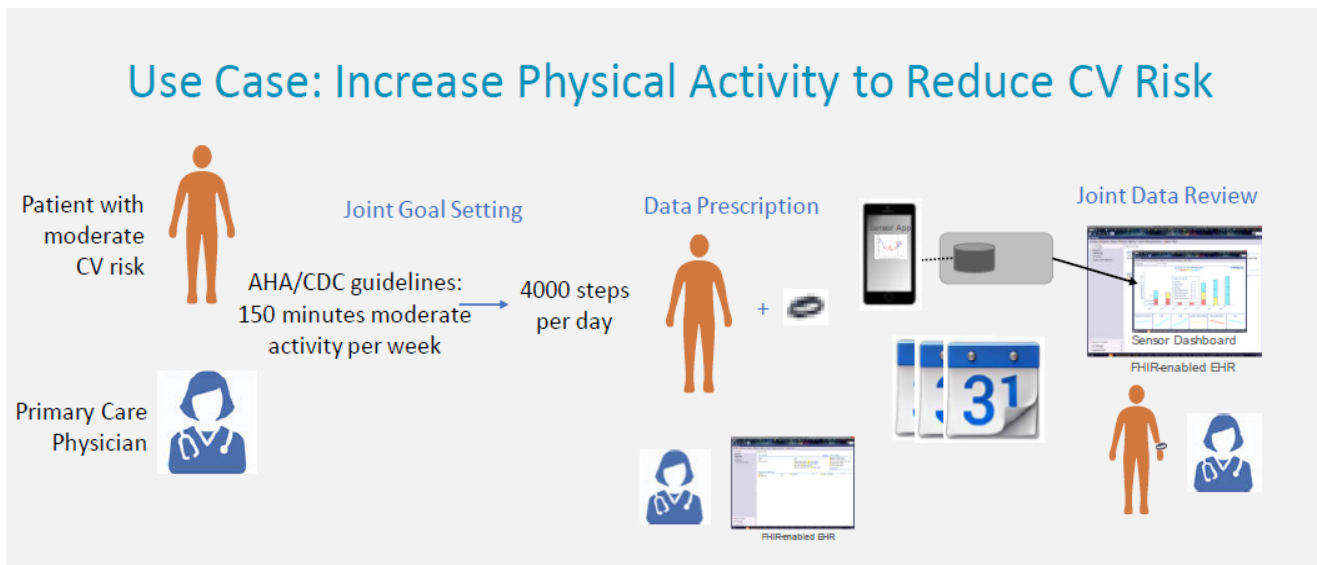 Use Case: Increase Physical Activity to Reduce CV Risk
Patient with
moderate
CV risk
Primary Care
Physician
Joint Goal Setting
AHA/CDC guidelines:
150 minutes moderate
activity per week
4000 steps
per day
Data Prescription
+
FHIR-enabled EHR
Sensor App
31
Joint Data Review
Sensor Dashboard
FHIR-enabled EHR